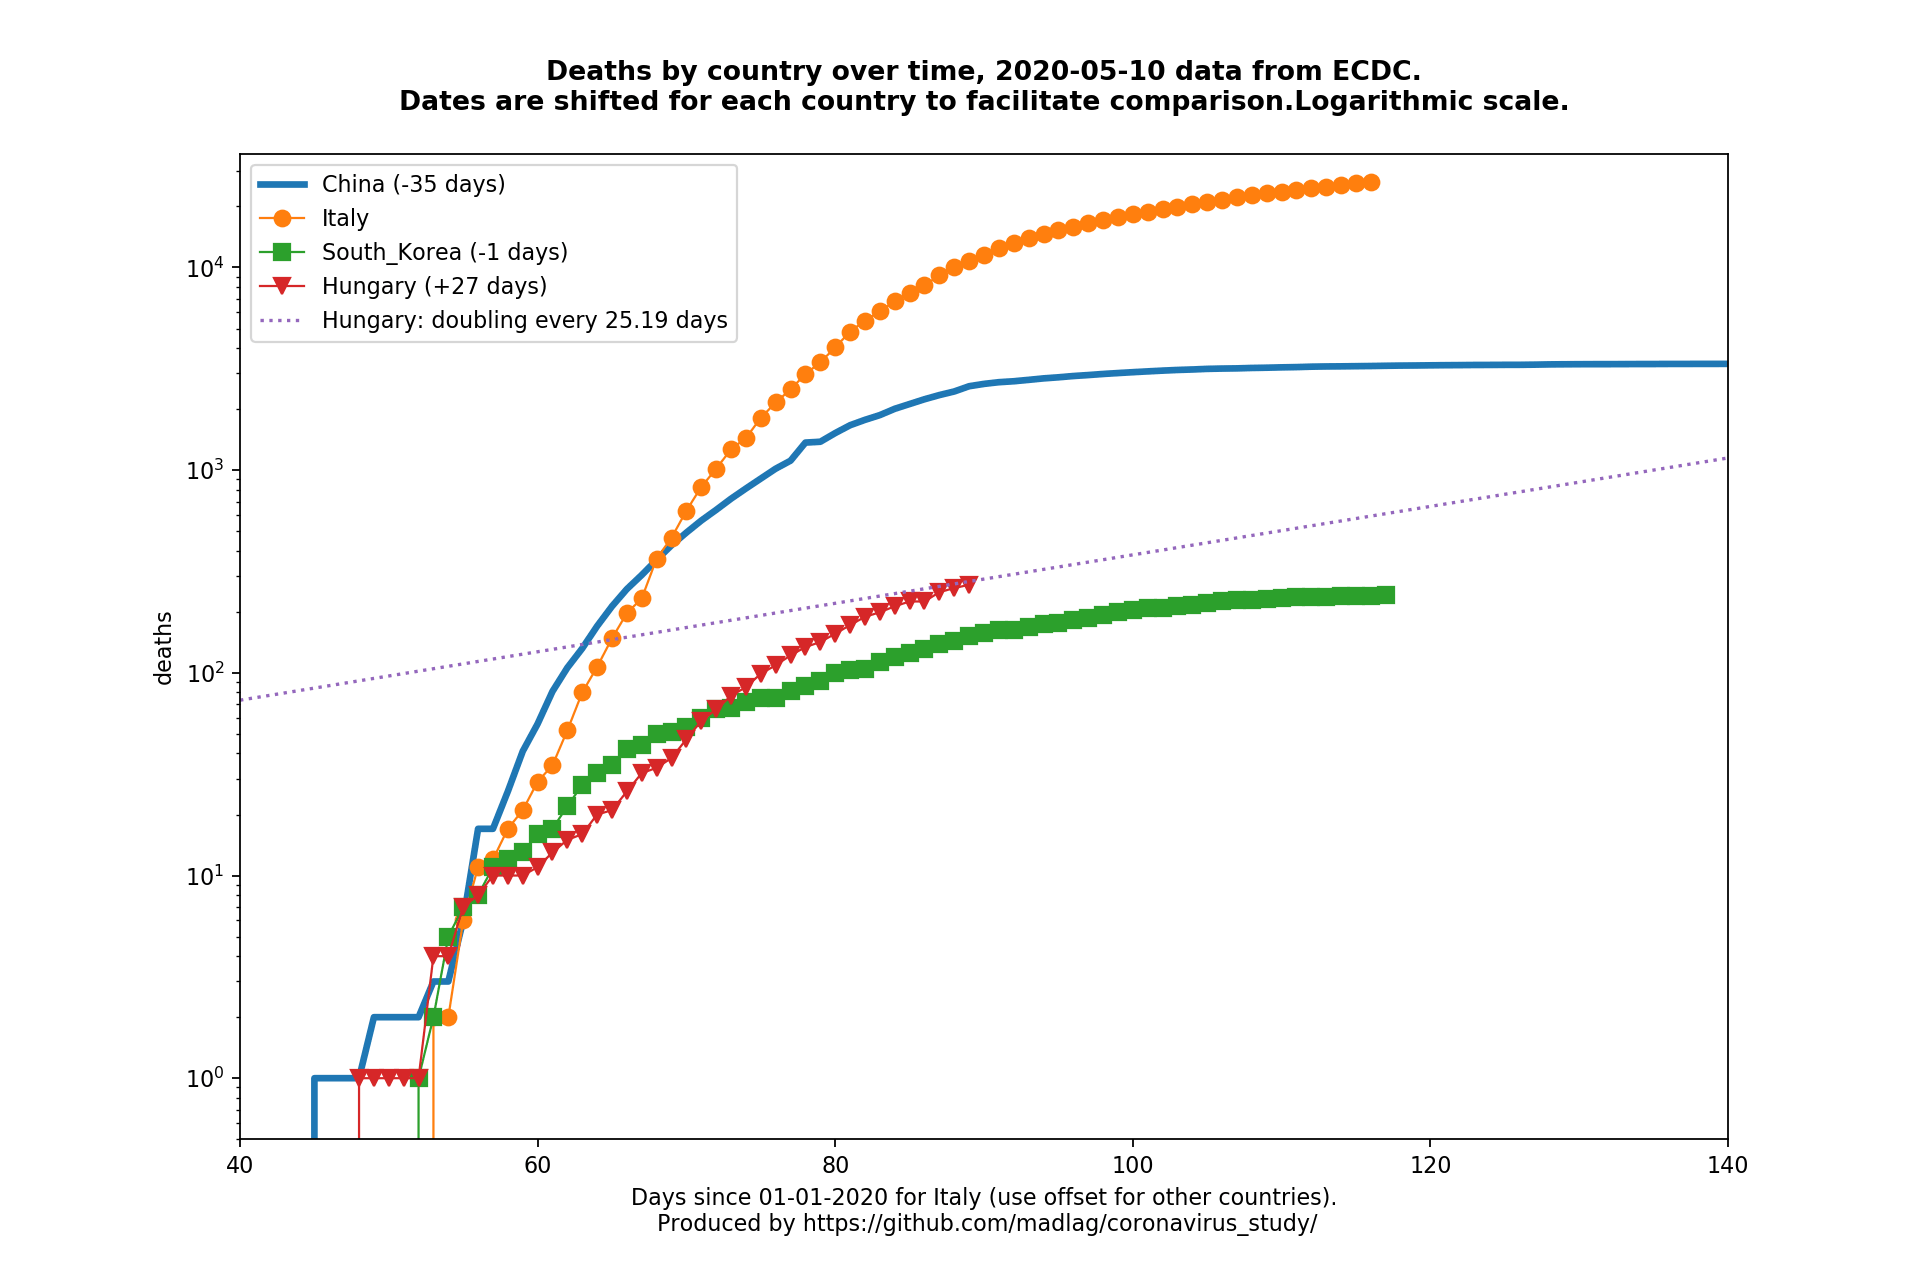 Deaths by country over time, 2020-05-10 data from ECDC.
Dates are shifted for each country to facilitate comparison.Logarithmic scale.
China (-35 days)
Italy
South_Korea (-1 days)
Hungary (+27 days)
Hungary: doubling every 25.19 days
deaths
10⁴
10³
10²
10¹
10⁰
40 60 80 100 120 140
Days since 01-01-2020 for Italy (use offset for other countries).
Produced by https://github.com/madlag/coronavirus_study/